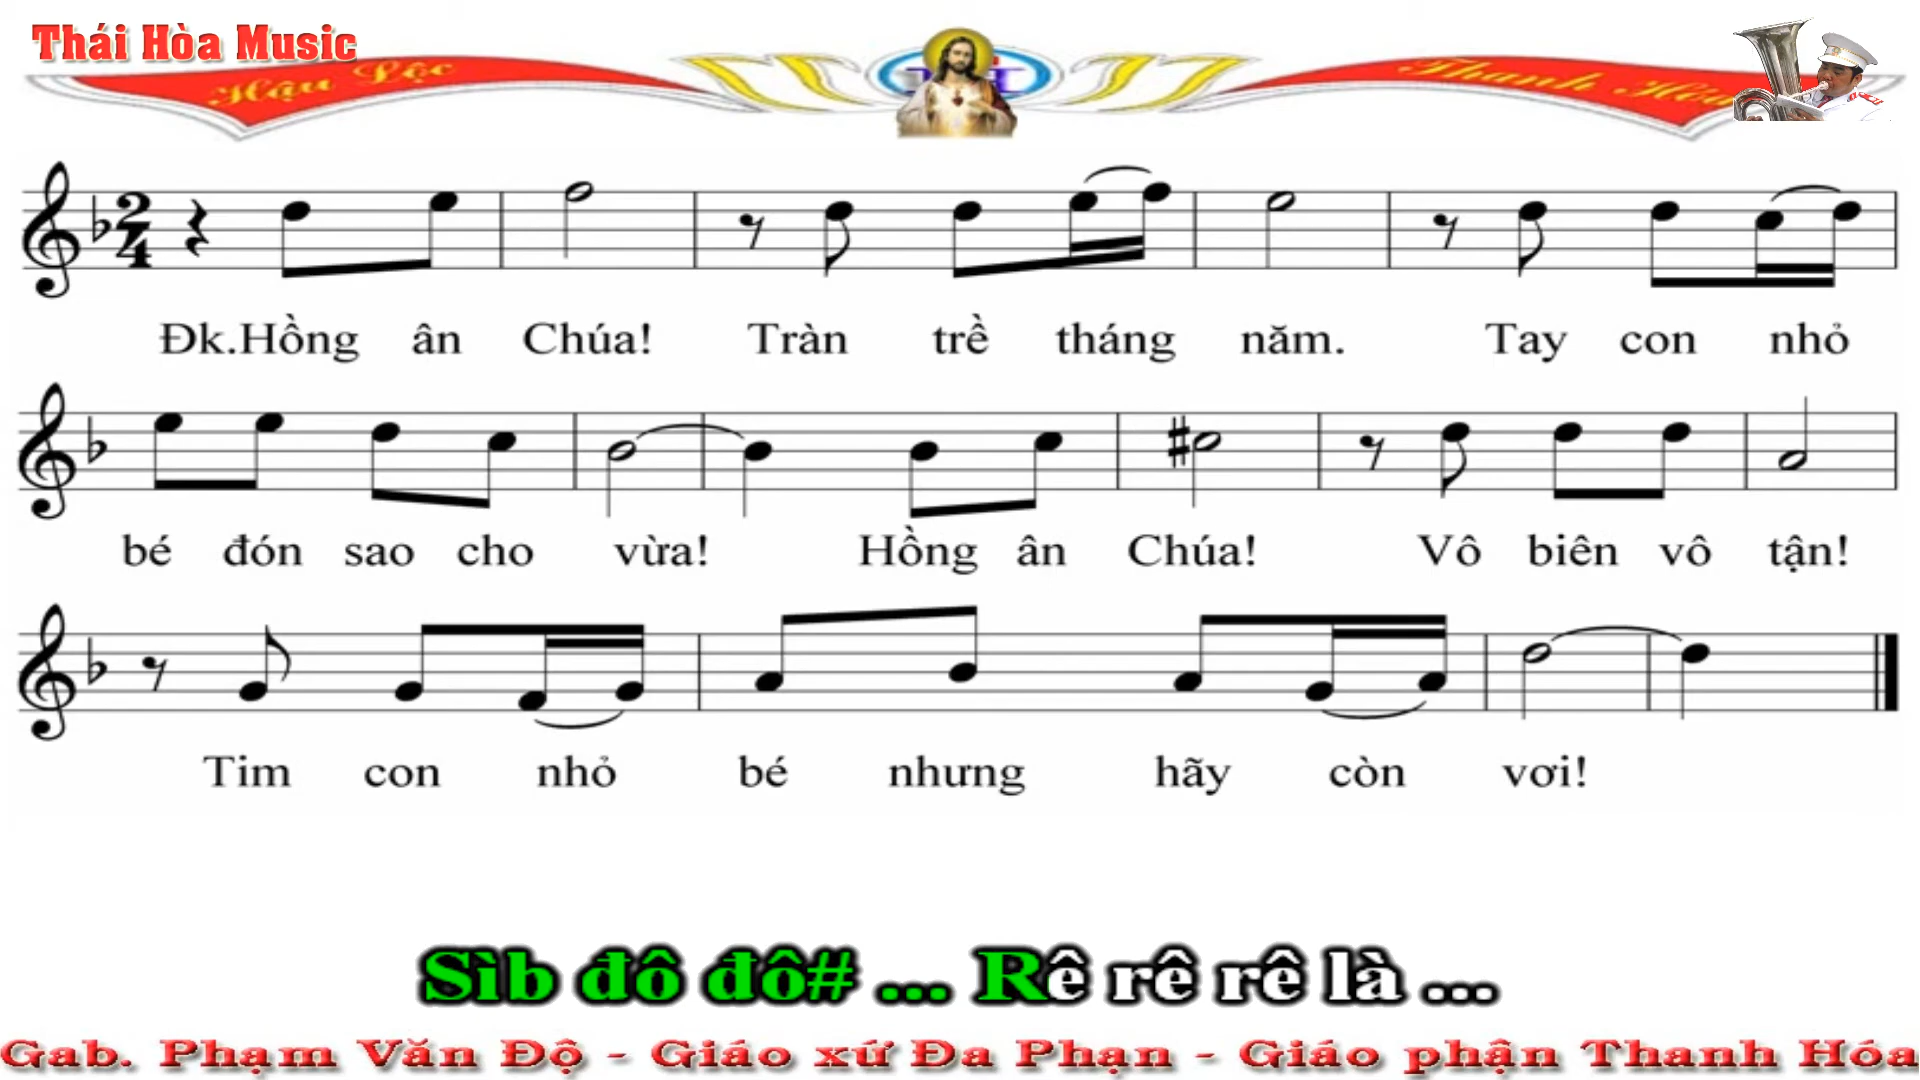 Thái Hòa Music
Hậu Lộc
Thanh Hóa
2
4
Đk.Hồng ân Chúa! Tràn trề tháng năm. Tay con nhỏ
bé đón sao cho vừa! Hồng ân Chúa! Vô biên vô tận!
Tim con nhỏ bé nhưng hãy còn vơi!
Sìb đô đô# ... Rê rê rê là ...
Gab. Phạm Văn Độ - Giáo xứ Đa Phạn - Giáo phận Thanh Hóa